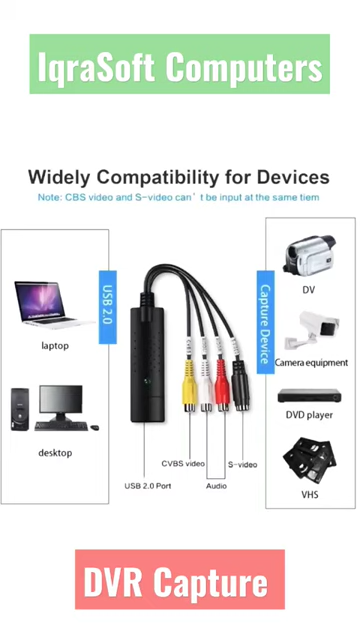 IqraSoft Computers
Widely Compatibility for Devices
Note: CBS video and S-video can't be input at the same tiem
USB 2.0
laptop
desktop
Capture Device
DV
Camera equipment
DVD player
VHS
CVBS video
S-video
USB 2.0 Port
Audio
DVR Capture